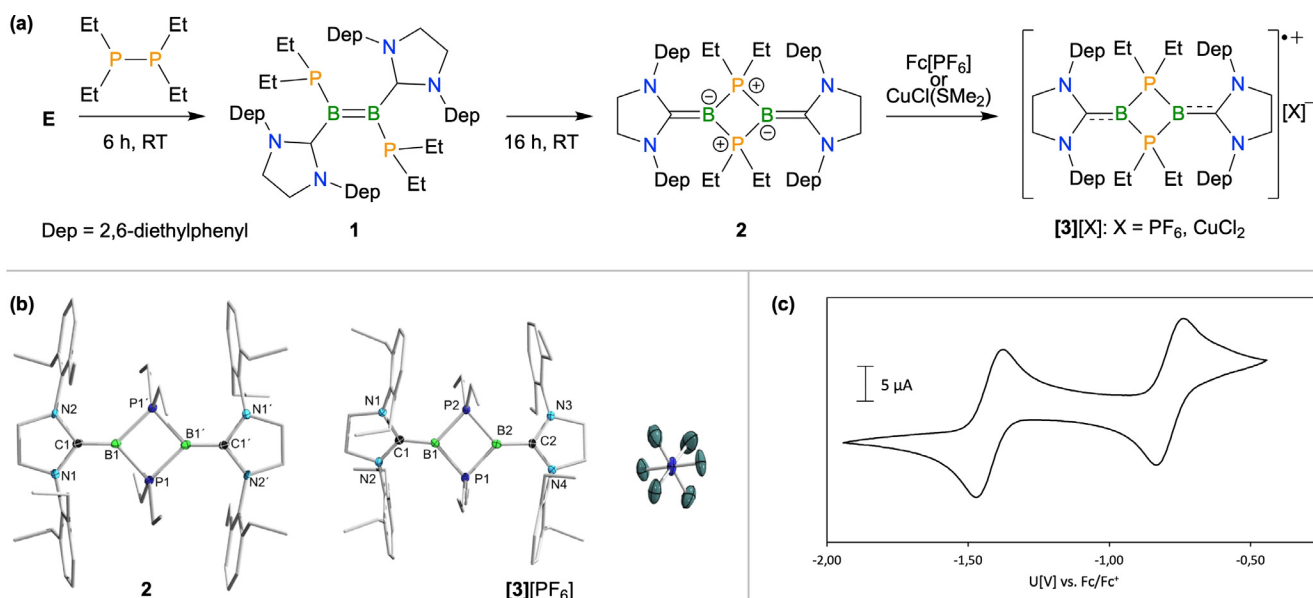 (a)
Et Et
P P
Et Et
E
6 h, RT
Dep = 2,6-diethylphenyl
Dep N
Et
Et P N
Dep B B Dep
N P Et
N Dep Et
1
16 h, RT
Dep Et Et Dep
N P ⊕ N
⊖ B B ⊖
N ⊕ P N
Dep Et Et Dep
2
Fc[PF6]
or
CuCl(SMe2)
Dep Et Et Dep •+
N P N
B B [X]−
N P N
Dep Et Et Dep
[3][X]: X = PF6, CuCl2
(b)
N2 P1´ N1´
C1 B1 B1´ C1´
N1 P1 N2´
2
N1 P2 N3
C1 B1 B2 C2
N2 P1 N4
[3][PF6]
(c)
5 µA
-2,00 -1,50 -1,00 -0,50
U[V] vs. Fc/Fc+